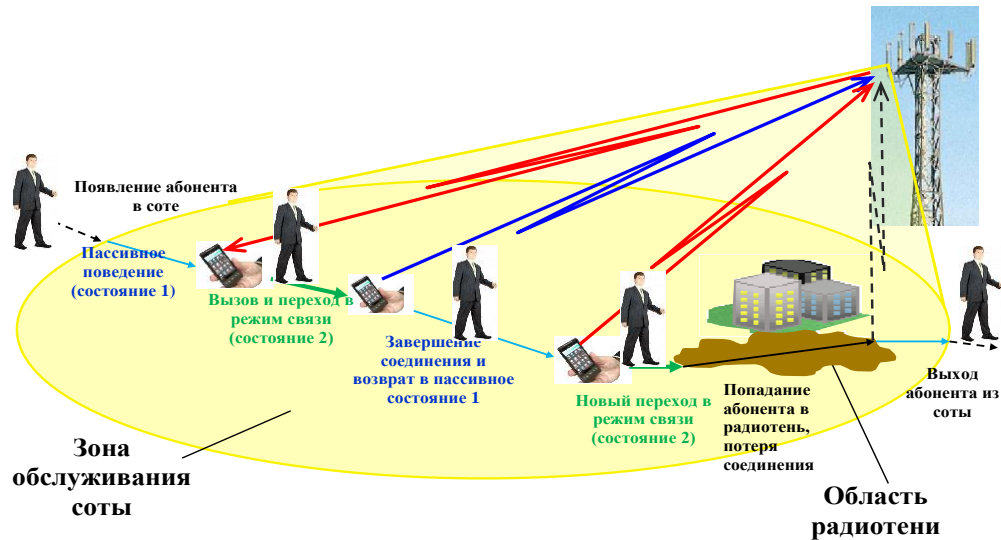 Появление абонента
в соте
Пассивное
поведение
(состояние 1)
Вызов и переход в
режим связи
(состояние 2)
Завершение
соединения и
возврат в пассивное
состояние 1
Новый переход в
режим связи
(состояние 2)
Попадание
абонента в
радиотень,
потеря
соединения
Выход
абонента из
соты
Зона
обслуживания
соты
Область
радиотени